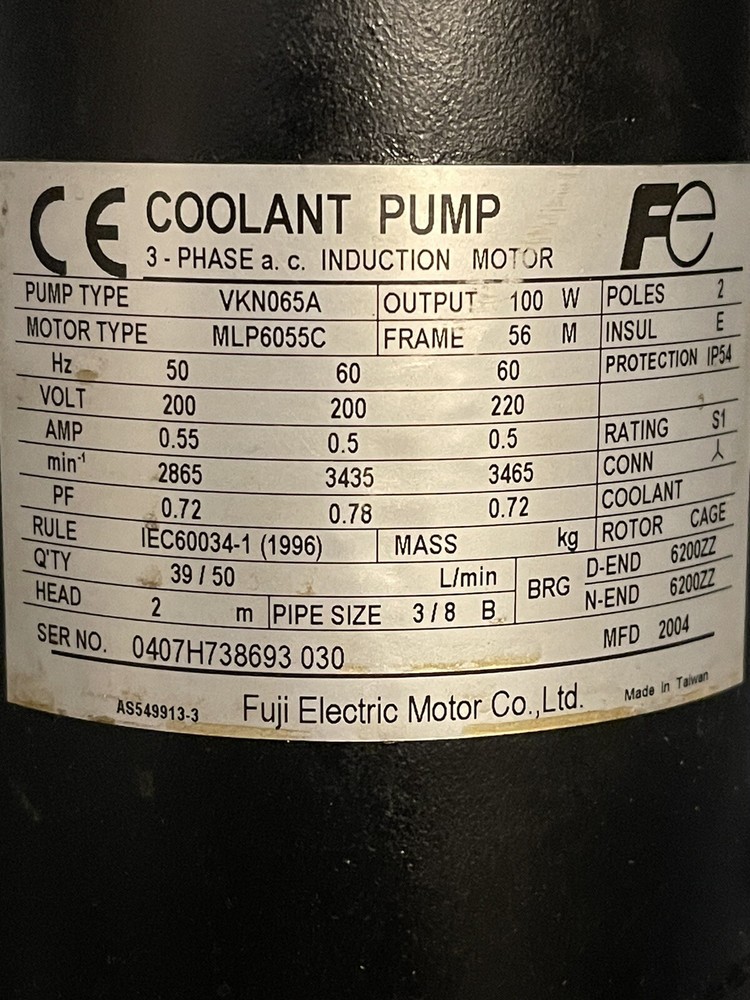 CE COOLANT PUMP Fe
3 - PHASE a. c. INDUCTION MOTOR
PUMP TYPE VKN065A OUTPUT 100 W POLES 2
MOTOR TYPE MLP6055C FRAME 56 M INSUL E
Hz 50 60 60 PROTECTION IP54
VOLT 200 200 220
AMP 0.55 0.5 0.5 RATING S1
min-¹ 2865 3435 3465 CONN 人
PF 0.72 0.78 0.72 COOLANT
RULE IEC60034-1 (1996) MASS kg ROTOR CAGE
Q'TY 39 / 50 L/min BRG D-END 6200ZZ
HEAD 2 m PIPE SIZE 3 / 8 B N-END 6200ZZ
SER NO. 0407H738693 030 MFD 2004
AS549913-3 Fuji Electric Motor Co.,Ltd. Made in Taiwan